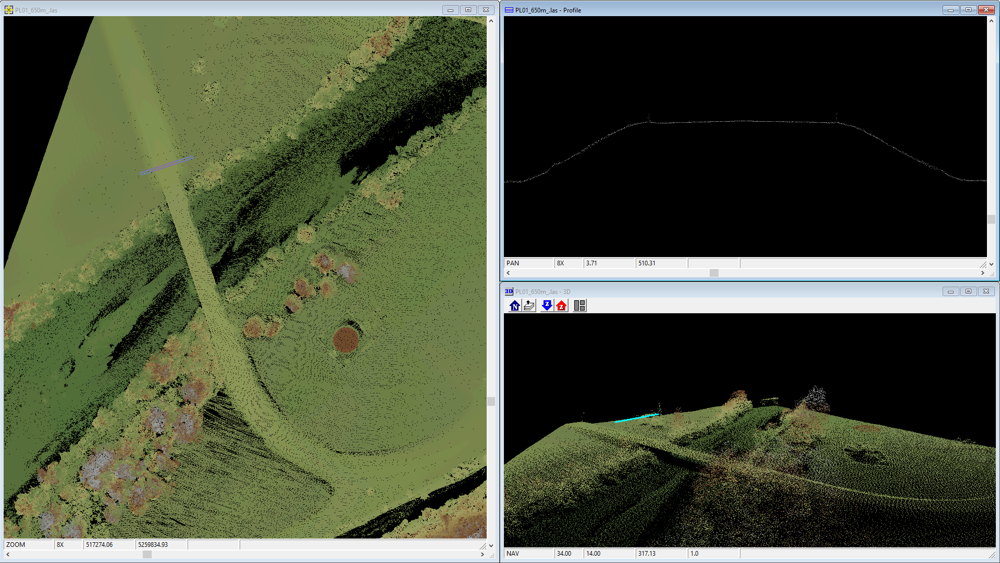 PL01_650m_.las
ZOOM 8X 517274.06 5259834.93
PL01_650m_.las - Profile
PAN 8X 3.71 510.31
3D PL01_650m_.las - 3D
N Z Z
NAV 34.00 14.00 317.13 1.0